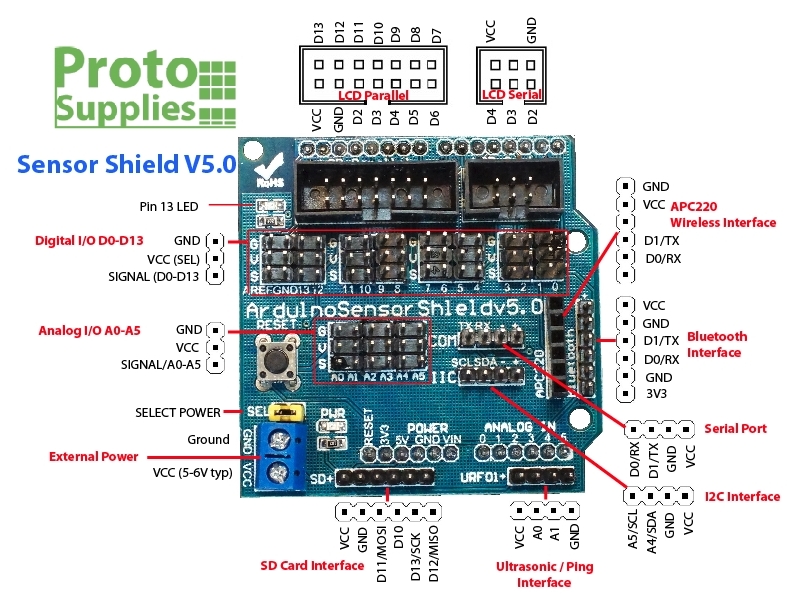 D13 D12 D11 D10 D9 D8 D7
VCC GND
LCD Parallel
LCD Serial
VCC GND D2 D3 D4 D5 D6
D4 D3 D2
Proto
Supplies
Sensor Shield V5.0
RoHS
Pin 13 LED
Digital I/O D0-D13
GND
VCC (SEL)
SIGNAL (D0-D13
G G G G
V V V V
S S S S
AREF GND 13 12 11 10 9 8 7 6 5 4 3 2 1 0
ArduinoSensorShieldv5.0
RESET
Analog I/O A0-A5
GND
VCC
SIGNAL/A0-A5
G
V
S
A0 A1 A2 A3 A4 A5
COM
TX RX - +
SCL SDA - +
IIC
APC220
bluetooth
GND
VCC
APC220
Wireless Interface
D1/TX
D0/RX
VCC
GND
D1/TX
Bluetooth
Interface
D0/RX
GND
3V3
SELECT POWER
SEL
PWR
Ground
External Power
VCC (5-6V typ)
GND VCC
RESET 3V3 5V GND VIN
POWER
ANALOG IN
0 1 2 3 4 5
SD+
URF01+
Serial Port
D0/RX D1/TX GND VCC
I2C Interface
A5/SCL A4/SDA GND VCC
VCC GND D11/MOSI D10 D13/SCK D12/MISO
SD Card Interface
VCC A0 A1 GND
Ultrasonic / Ping
Interface